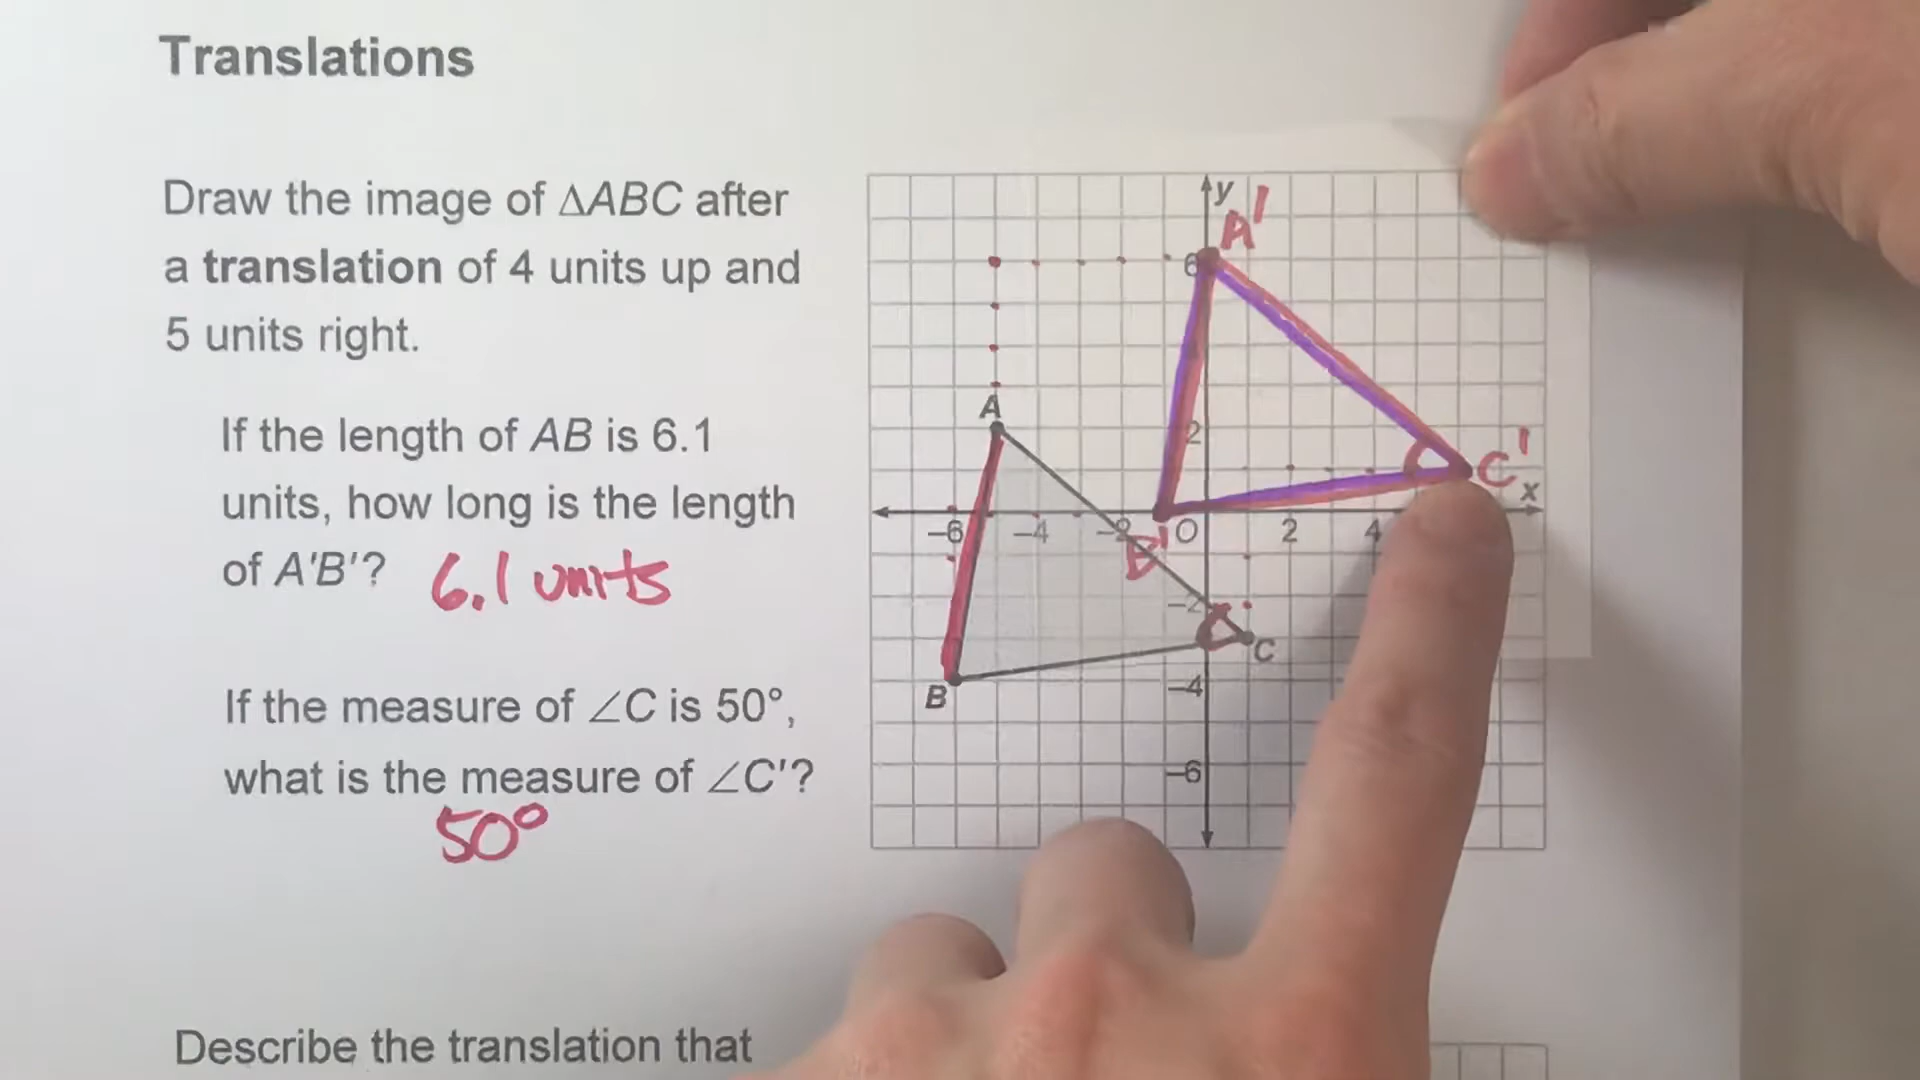 Translations
Draw the image of ΔABC after
a translation of 4 units up and
5 units right.
If the length of AB is 6.1
units, how long is the length
of A'B'? 6.1 units
If the measure of ∠C is 50°,
what is the measure of ∠C'?
50°
Describe the translation that
y
A'
6
A
2
C'
x
-6 -4 -2 O 2 4
B'
-2
C
B
-4
-6